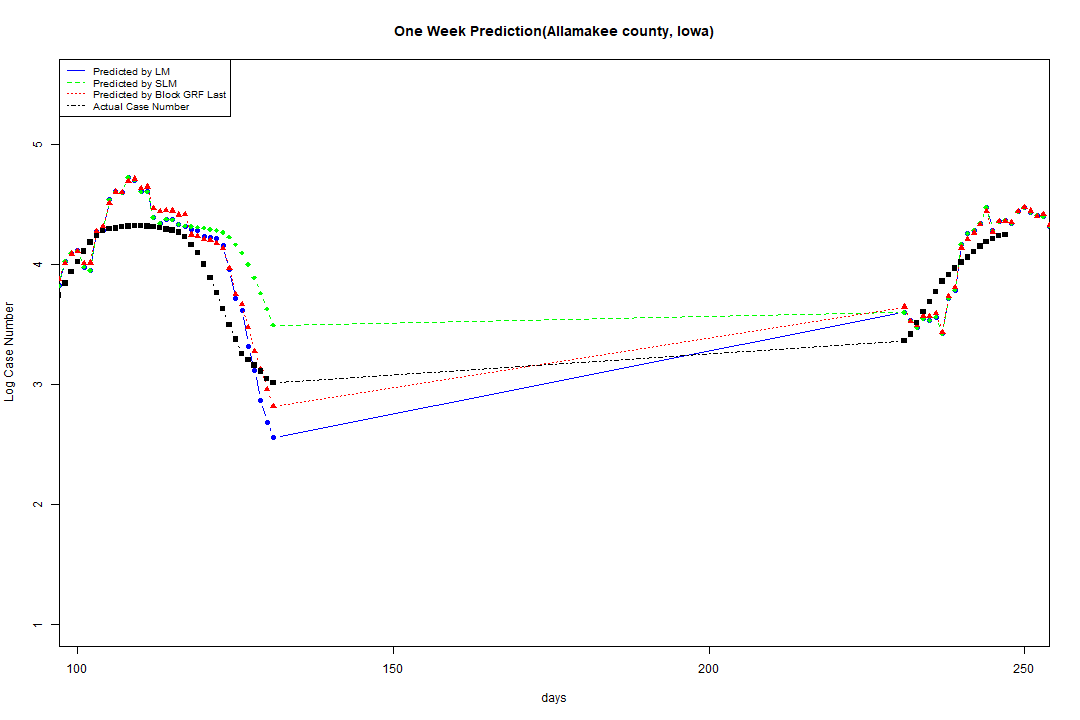 One Week Prediction(Allamakee county, Iowa)
Predicted by LM
Predicted by SLM
Predicted by Block GRF Last
Actual Case Number
Log Case Number
5
4
3
2
1
100 150 200 250
days